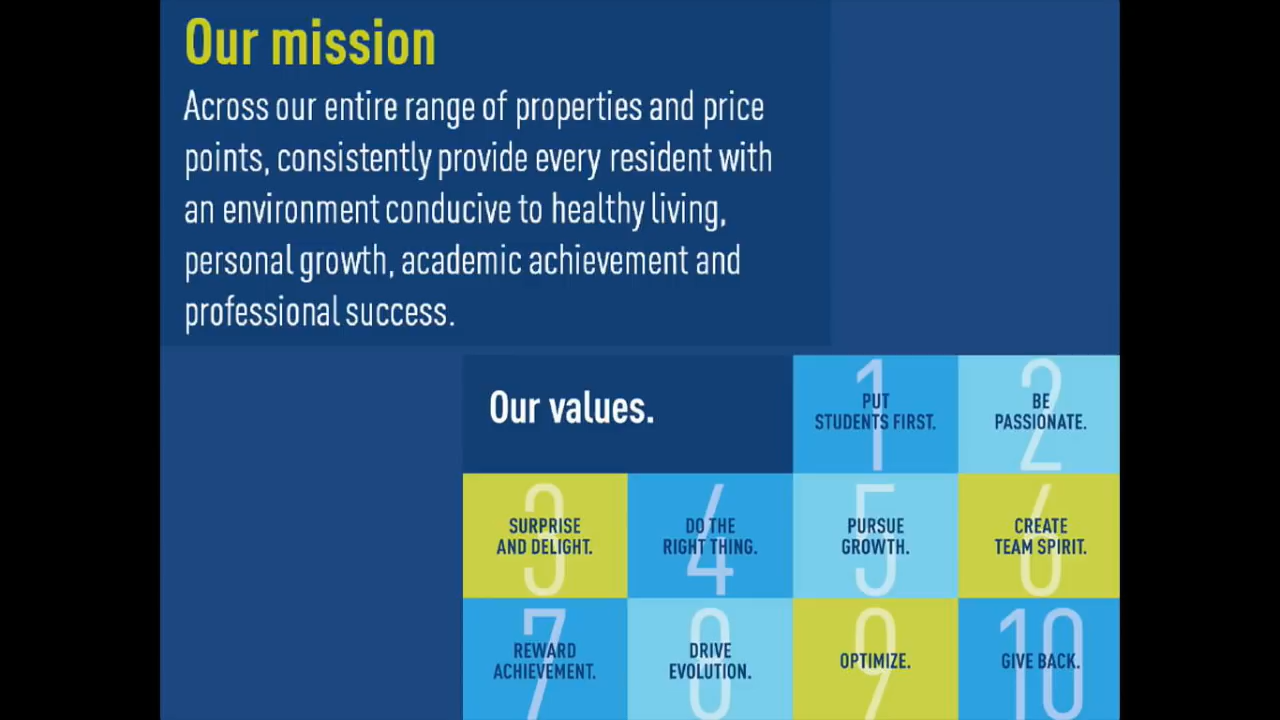 Our mission
Across our entire range of properties and price
points, consistently provide every resident with
an environment conducive to healthy living,
personal growth, academic achievement and
professional success.
Our values.
1
PUT
STUDENTS FIRST.
2
BE
PASSIONATE.
3
SURPRISE
AND DELIGHT.
4
DO THE
RIGHT THING.
5
PURSUE
GROWTH.
6
CREATE
TEAM SPIRIT.
7
REWARD
ACHIEVEMENT.
8
DRIVE
EVOLUTION.
9
OPTIMIZE.
10
GIVE BACK.